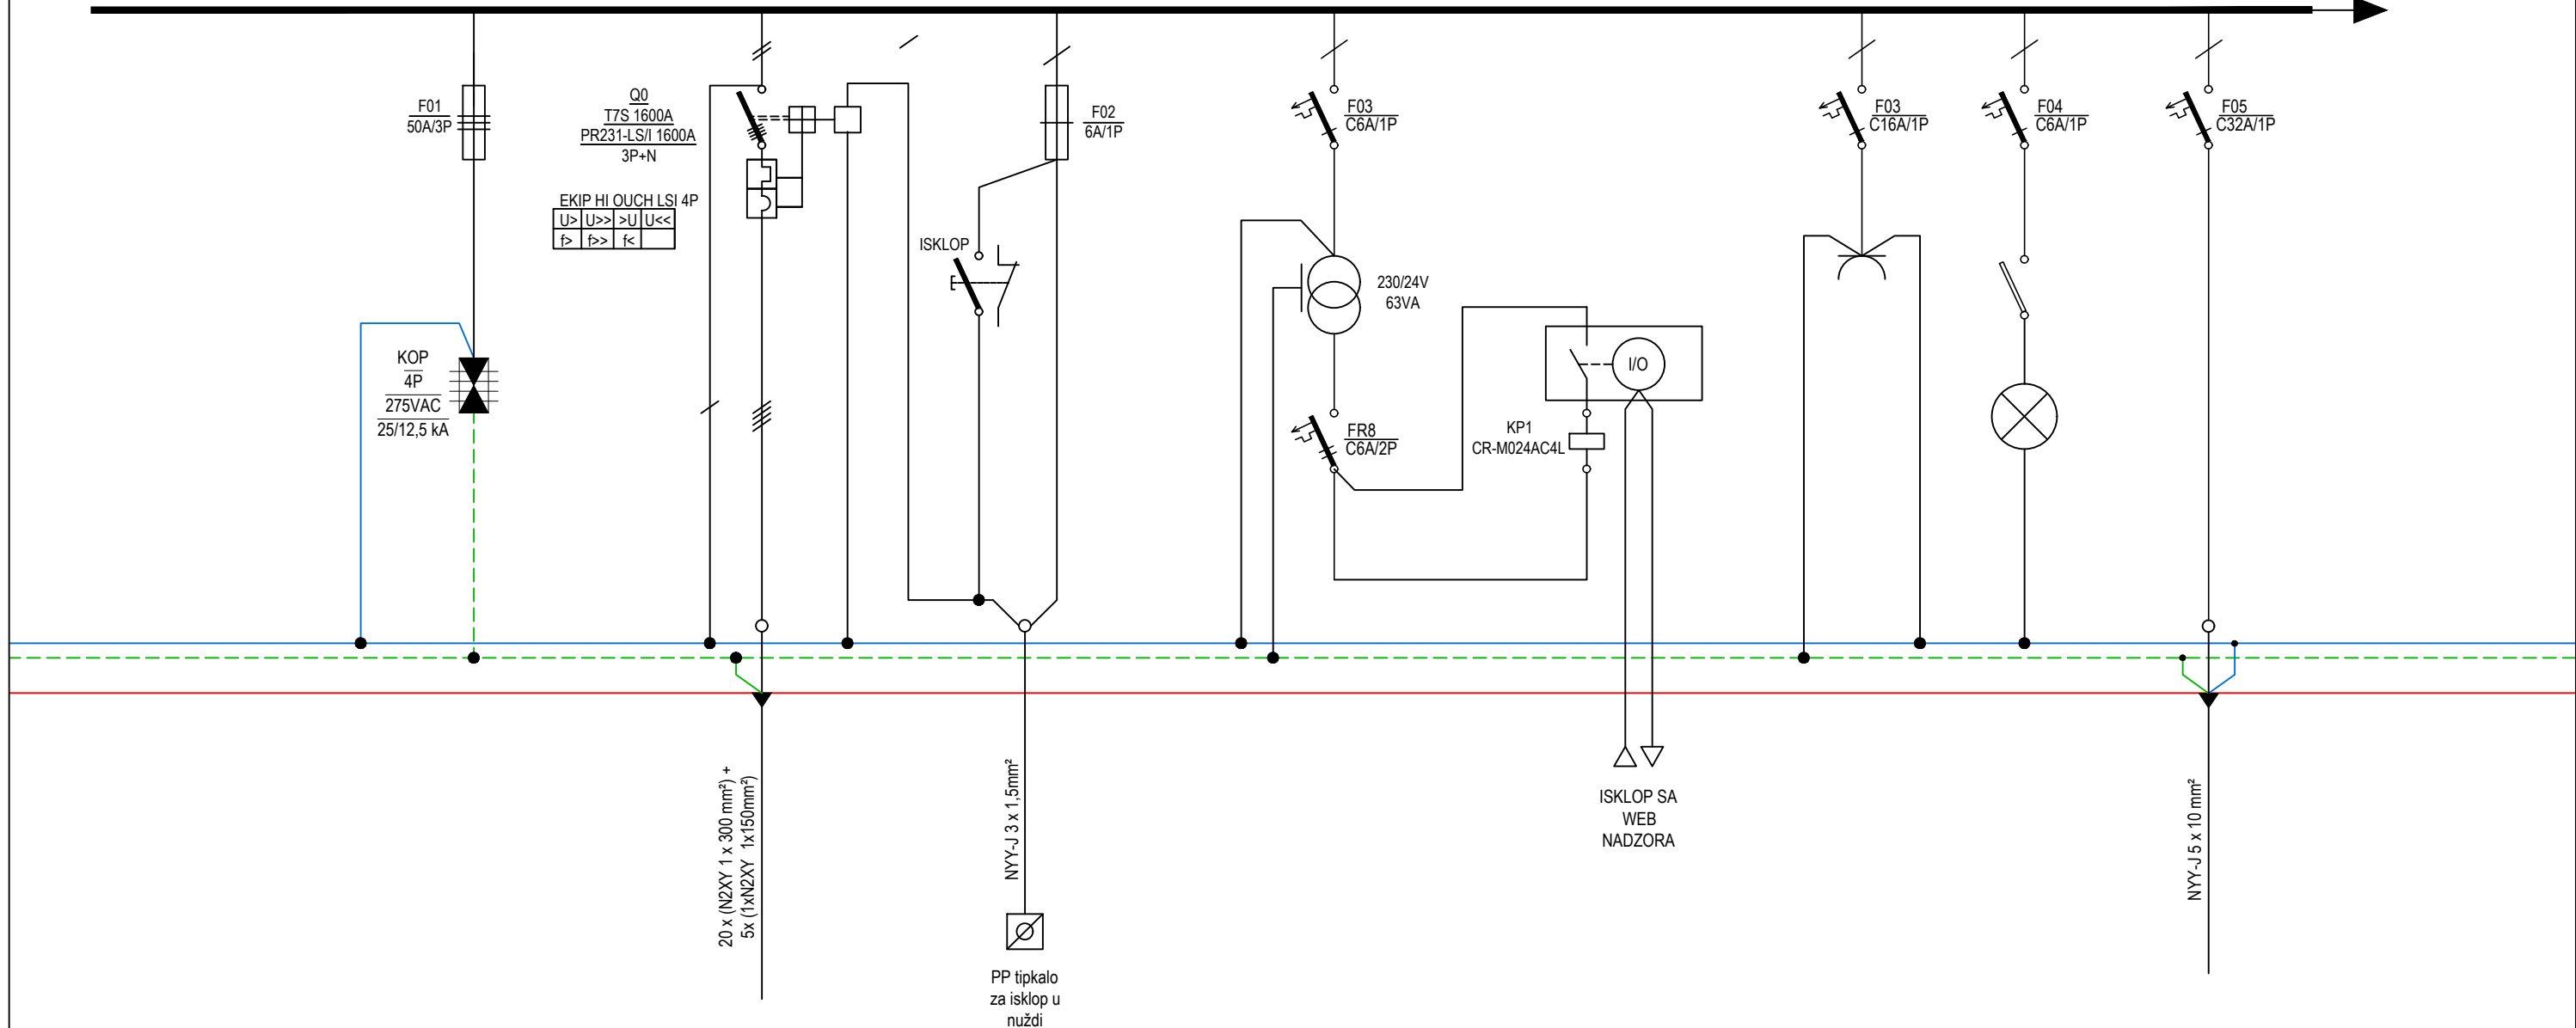 F01
50A/3P
KOP
4P
275VAC
25/12,5 kA
Q0
T7S 1600A
PR231-LS/I 1600A
3P+N
EKIP HI OUCH LSI 4P
U> U>> >U U<<
f> f>> f<
20 x (N2XY 1 x 300 mm²) +
5x (1xN2XY 1x150mm²)
ISKLOP
F02
6A/1P
NYY-J 3 x 1,5mm²
PP tipkalo
za isklop u
nuždi
F03
C6A/1P
230/24V
63VA
FR8
C6A/2P
I/O
KP1
CR-M024AC4L
ISKLOP SA
WEB
NADZORA
F03
C16A/1P
F04
C6A/1P
F05
C32A/1P
NYY-J 5 x 10 mm²